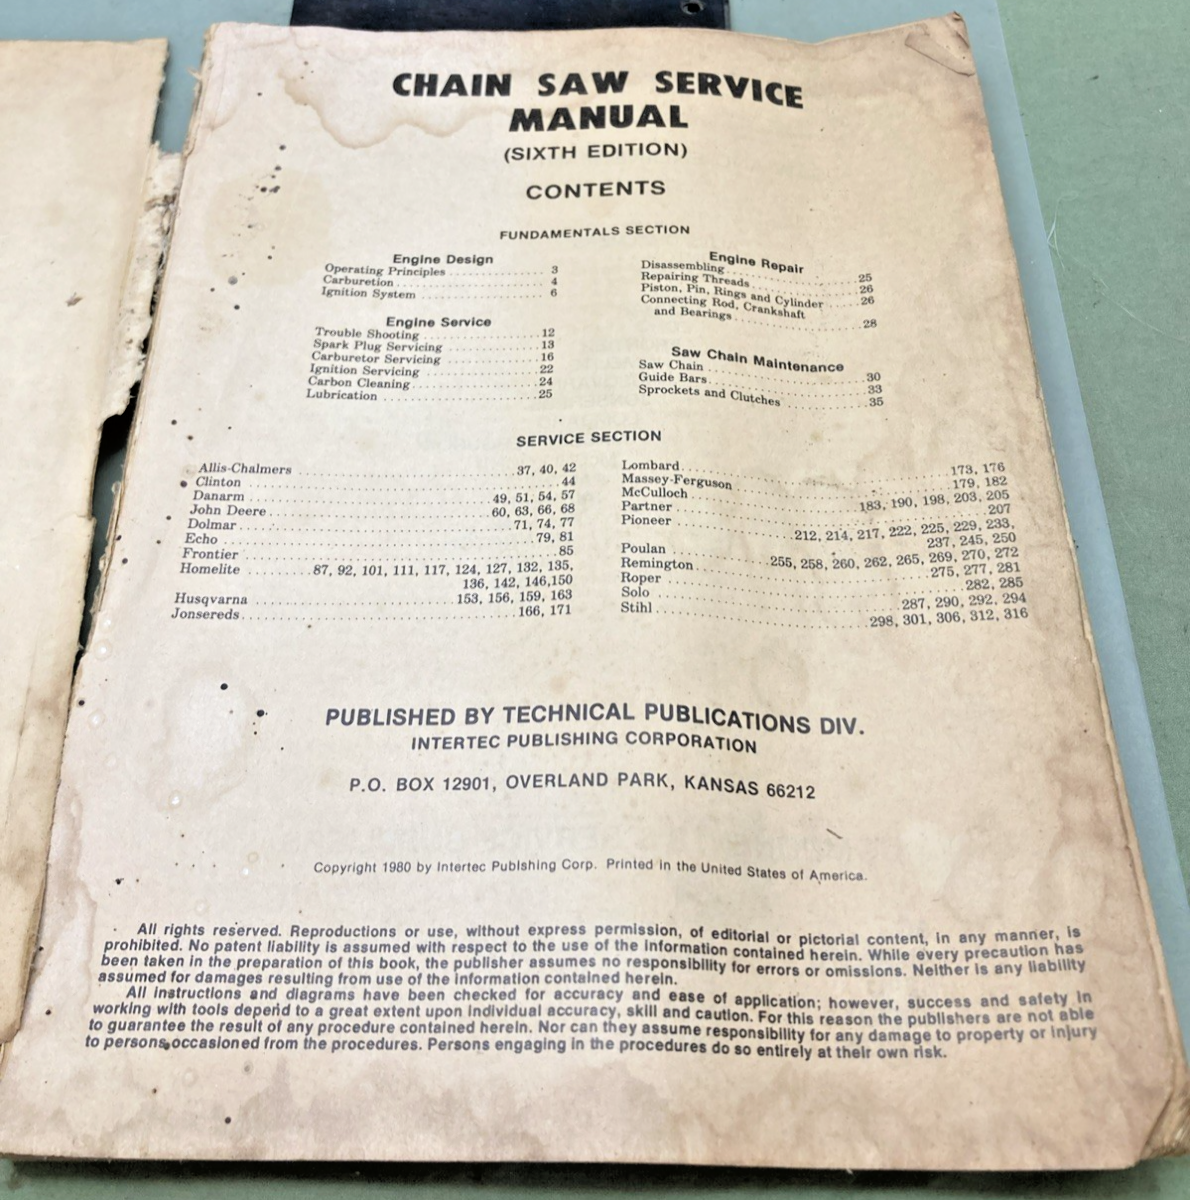 CHAIN SAW SERVICE
MANUAL
(SIXTH EDITION)
CONTENTS
FUNDAMENTALS SECTION
Engine Design
Operating Principles . . . . . . . . . . . . . . . . 3
Carburetion . . . . . . . . . . . . . . . . 4
Ignition System . . . . . . . . . . . . . . . . 6
Engine Service
Trouble Shooting . . . . . . . . . . . . . . . . 12
Spark Plug Servicing . . . . . . . . . . . . . . . . 13
Carburetor Servicing . . . . . . . . . . . . . . . . 16
Ignition Servicing . . . . . . . . . . . . . . . . 22
Carbon Cleaning . . . . . . . . . . . . . . . . 24
Lubrication . . . . . . . . . . . . . . . . 25
Engine Repair
Disassembling . . . . . . . . . . . . . . . . 25
Repairing Threads . . . . . . . . . . . . . . . . 26
Piston, Pin, Rings and Cylinder . . . . . . 26
Connecting Rod, Crankshaft
and Bearings . . . . . . . . . . . . . . . . 28
Saw Chain Maintenance
Saw Chain . . . . . . . . . . . . . . . . 30
Guide Bars . . . . . . . . . . . . . . . . 33
Sprockets and Clutches . . . . . . . . . . . . 35
SERVICE SECTION
Allis-Chalmers . . . . . . . . . . . . . . . . 37, 40, 42
Clinton . . . . . . . . . . . . . . . . 44
Danarm . . . . . . . . . . . . . . . . 49, 51, 54, 57
John Deere . . . . . . . . . . . . . . . . 60, 63, 66, 68
Dolmar . . . . . . . . . . . . . . . . 71, 74, 77
Echo . . . . . . . . . . . . . . . . 79, 81
Frontier . . . . . . . . . . . . . . . . 85
Homelite . . . . . . . . . 87, 92, 101, 111, 117, 124, 127, 132, 135,
136, 142, 146,150
Husqvarna . . . . . . . . . . . . . . . . 153, 156, 159, 163
Jonsereds . . . . . . . . . . . . . . . . 166, 171
Lombard . . . . . . . . . . . . . . . . 173, 176
Massey-Ferguson . . . . . . . . . . . . . . . . 179, 182
McCulloch . . . . . . . . . . . . . . . . 183, 190, 198, 203, 205
Partner . . . . . . . . . . . . . . . . 207
Pioneer . . . . . . . . . . . . 212, 214, 217, 222, 225, 229, 233,
237, 245, 250
Poulan . . . . . . . . . . 255, 258, 260, 262, 265, 269, 270, 272
Remington . . . . . . . . . . . . . . . . 275, 277, 281
Roper . . . . . . . . . . . . . . . . 282, 285
Solo . . . . . . . . . . . . . . . . 287, 290, 292, 294
Stihl . . . . . . . . . . . . . . . . 298, 301, 306, 312, 316
PUBLISHED BY TECHNICAL PUBLICATIONS DIV.
INTERTEC PUBLISHING CORPORATION
P.O. BOX 12901, OVERLAND PARK, KANSAS 66212
Copyright 1980 by Intertec Publshing Corp. Printed in the United States of America.
All rights reserved. Reproductions or use, without express permission, of editorial or pictorial content, in any manner, is
prohibited. No patent liability is assumed with respect to the use of the information contained herein. While every precaution has
been taken in the preparation of this book, the publisher assumes no responsibility for errors or omissions. Neither is any liability
assumed for damages resulting from use of the information contained herein.
All instructions and diagrams have been checked for accuracy and ease of application; however, success and safety in
working with tools depend to a great extent upon individual accuracy, skill and caution. For this reason the publishers are not able
to guarantee the result of any procedure contained herein. Nor can they assume responsibility for any damage to property or injury
to persons occasioned from the procedures. Persons engaging in the procedures do so entirely at their own risk.